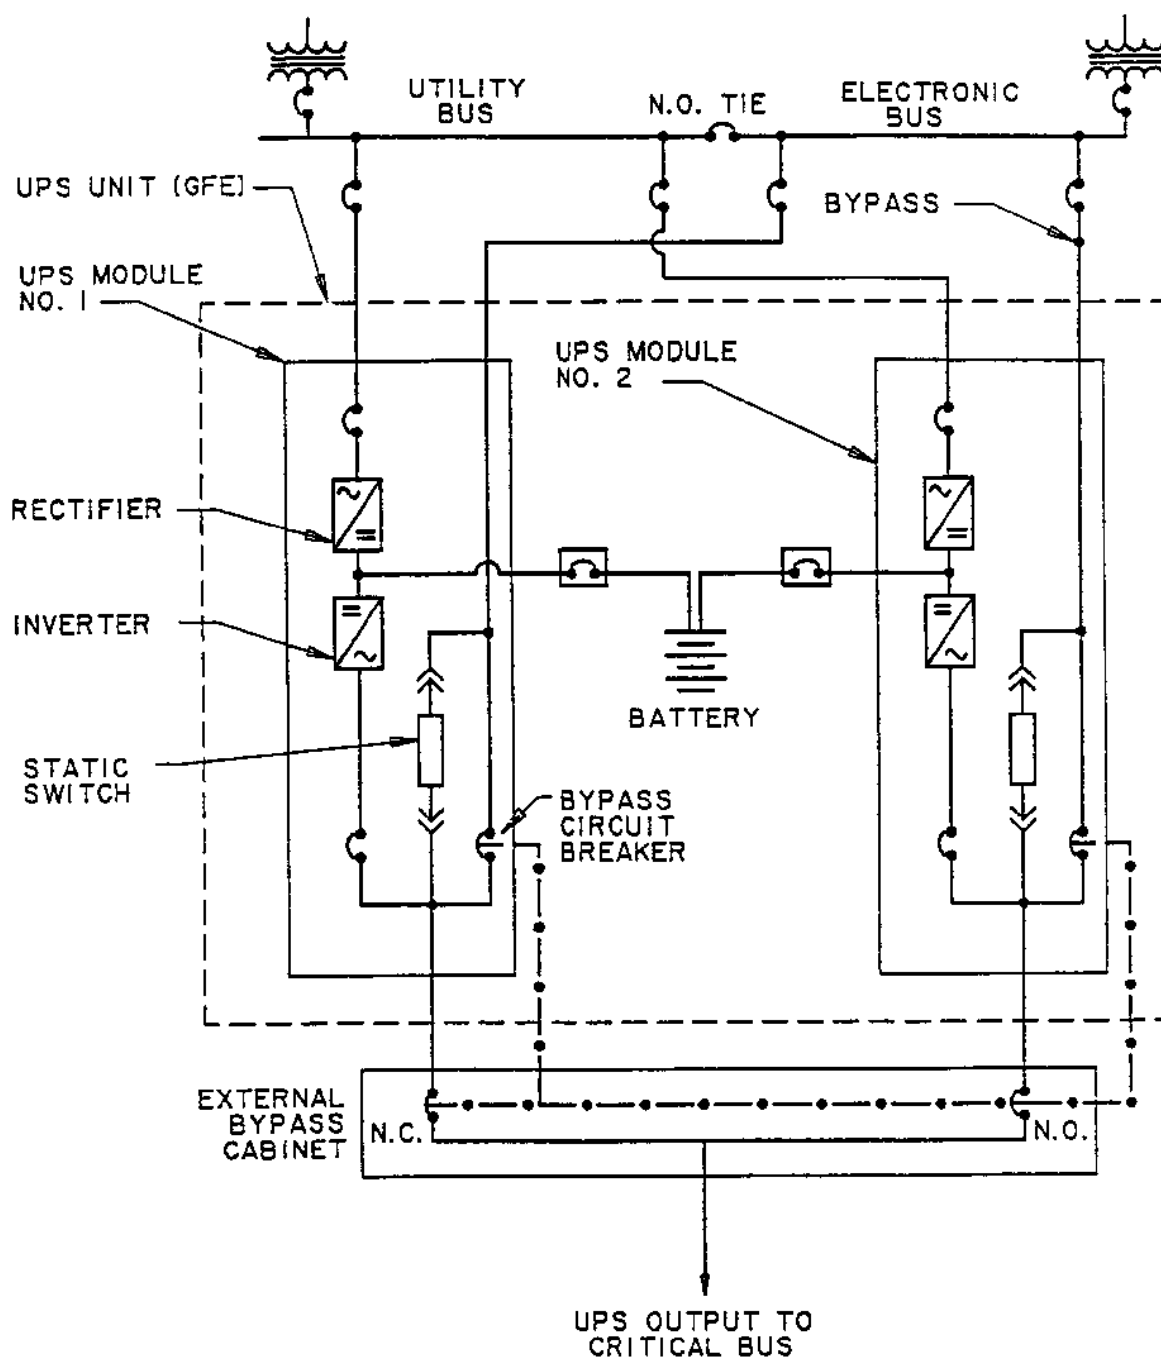 UTILITY
BUS
N.O. TIE
ELECTRONIC
BUS
UPS UNIT (GFE)
BYPASS
UPS MODULE
NO. 1
UPS MODULE
NO. 2
RECTIFIER
INVERTER
BATTERY
STATIC
SWITCH
BYPASS
CIRCUIT
BREAKER
EXTERNAL
BYPASS
CABINET
N.C.
N.O.
UPS OUTPUT TO
CRITICAL BUS